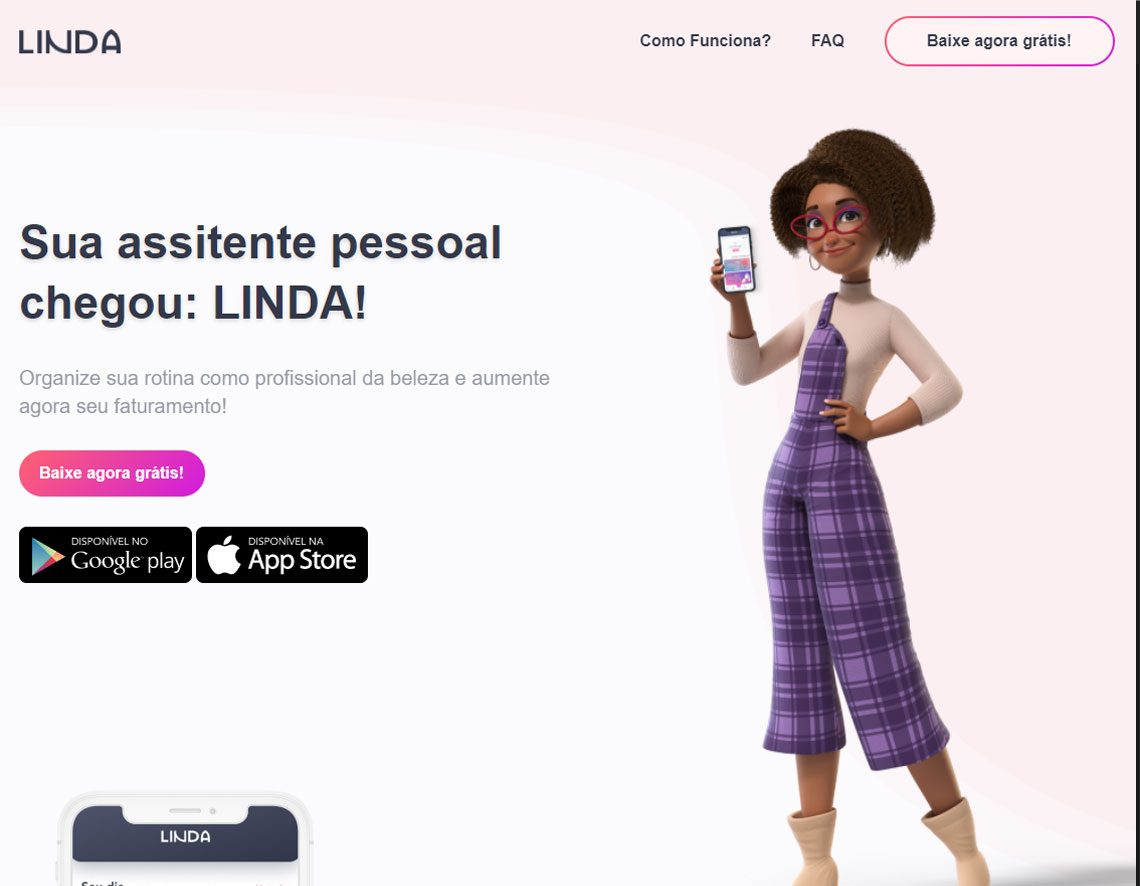 LINDA
Como Funciona?
FAQ
Baixe agora grátis!
Sua assitente pessoal
chegou: LINDA!
Organize sua rotina como profissional da beleza e aumente
agora seu faturamento!
Baixe agora grátis!
DISPONÍVEL NO
Google play
DISPONÍVEL NA
App Store
LINDA